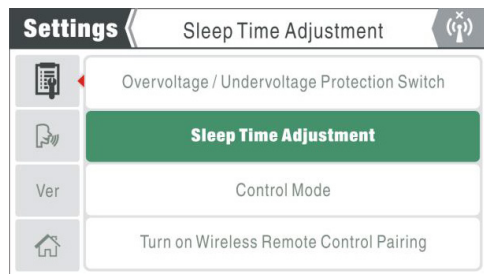 Settings
Sleep Time Adjustment
Overvoltage / Undervoltage Protection Switch
Sleep Time Adjustment
Ver
Control Mode
Turn on Wireless Remote Control Pairing